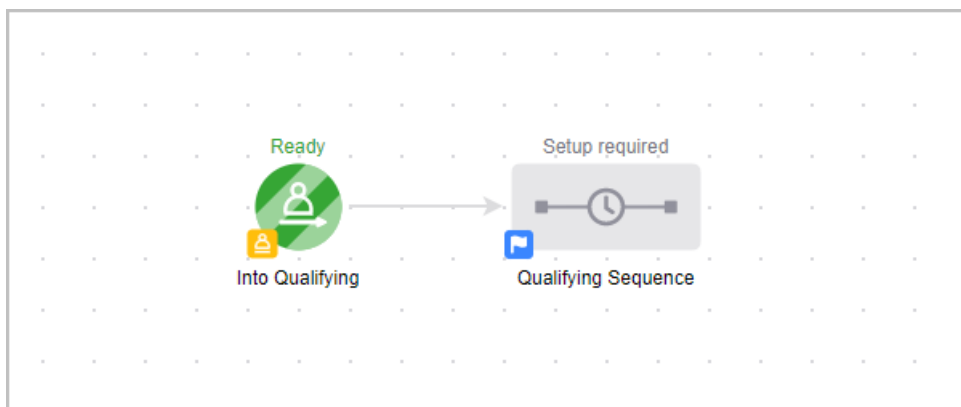 Ready
Setup required
Into Qualifying
Qualifying Sequence